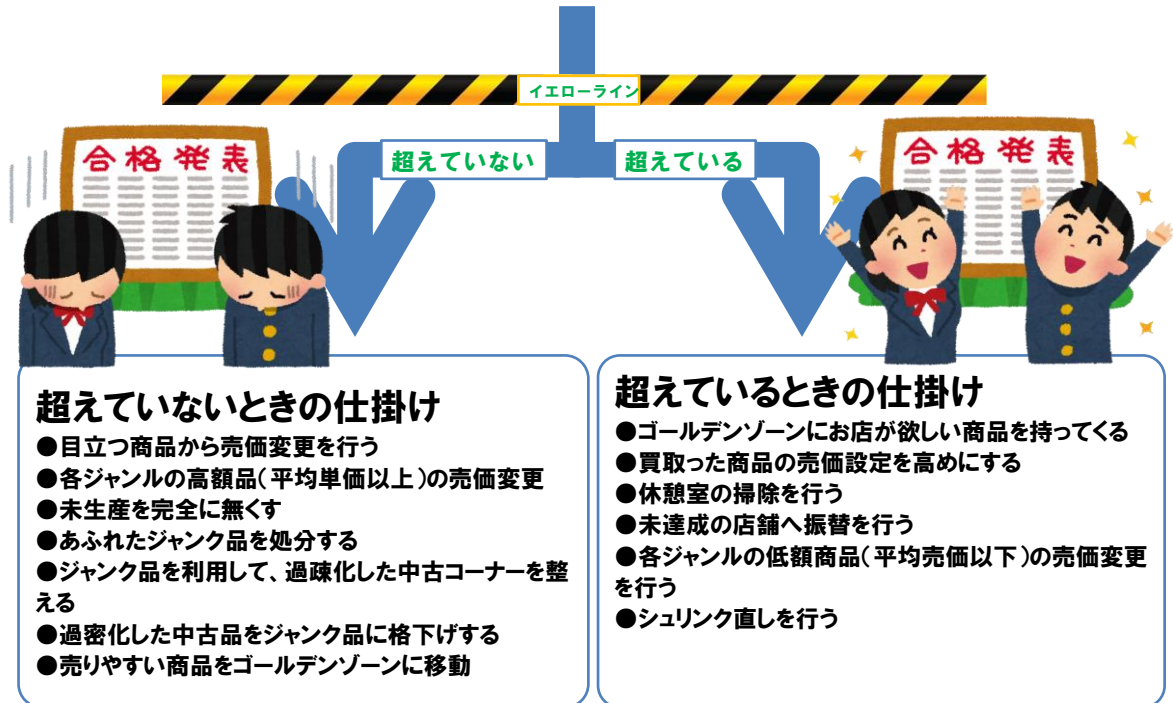 イエローライン
超えていない
超えている
合格発表
合格発表
超えていないときの仕掛け
●目立つ商品から売価変更を行う
●各ジャンルの高額品(平均単価以上)の売価変更
●未生産を完全に無くす
●あふれたジャンク品を処分する
●ジャンク品を利用して、過疎化した中古コーナーを整
える
●過密化した中古品をジャンク品に格下げする
●売りやすい商品をゴールデンゾーンに移動
超えているときの仕掛け
●ゴールデンゾーンにお店が欲しい商品を持ってくる
●買取った商品の売価設定を高めにする
●休憩室の掃除を行う
●未達成の店舗へ振替を行う
●各ジャンルの低額商品(平均売価以下)の売価変更
を行う
●シュリンク直しを行う